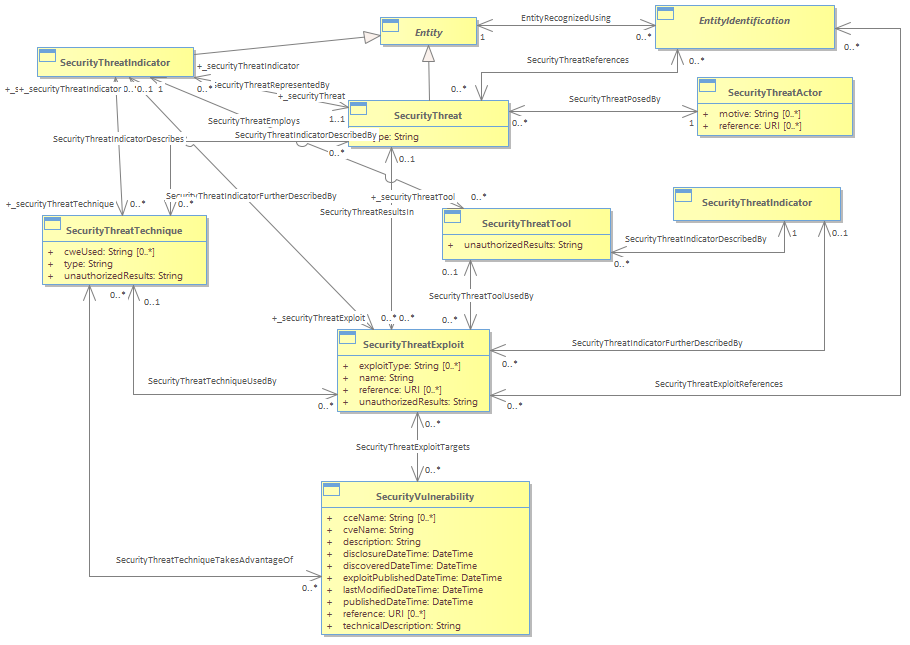 EntityRecognizedUsing
Entity
1
0..*
EntityIdentification
0..*
SecurityThreatIndicator
+_securityThreatIndicator
SecurityThreatRepresentedBy
+_securityThreat
1..1
0..*
+_securityThreatIndicator
0..1
1
SecurityThreatReferences
0..*
0..*
SecurityThreat
type: String
SecurityThreatPosedBy
0..*
1
SecurityThreatActor
+ motive: String [0..*]
+ reference: URI [0..*]
SecurityThreatEmploys
SecurityThreatIndicatorDescribedBy
0..*
SecurityThreatIndicatorDescribes
0..1
SecurityThreatIndicatorFurtherDescribedBy
+_securityThreatTool
0..*
SecurityThreatResultsIn
+_securityThreatTechnique
0..*
0..*
SecurityThreatTechnique
+ cweUsed: String [0..*]
+ type: String
+ unauthorizedResults: String
SecurityThreatTool
+ unauthorizedResults: String
SecurityThreatIndicator
SecurityThreatIndicatorDescribedBy
1
0..1
0..*
0..*
0..1
0..1
SecurityThreatToolUsedBy
0..*
+_securityThreatExploit
0..*
0..*
SecurityThreatExploit
+ exploitType: String [0..*]
+ name: String
+ reference: URI [0..*]
+ unauthorizedResults: String
SecurityThreatIndicatorFurtherDescribedBy
0..*
SecurityThreatTechniqueUsedBy
0..*
SecurityThreatExploitReferences
0..*
0..*
SecurityThreatExploitTargets
0..*
SecurityVulnerability
+ cceName: String [0..*]
+ cveName: String
+ description: String
+ disclosureDateTime: DateTime
+ discoveredDateTime: DateTime
+ exploitPublishedDateTime: DateTime
+ lastModifiedDateTime: DateTime
+ publishedDateTime: DateTime
+ reference: URI [0..*]
+ technicalDescription: String
SecurityThreatTechniqueTakesAdvantageOf
0..*